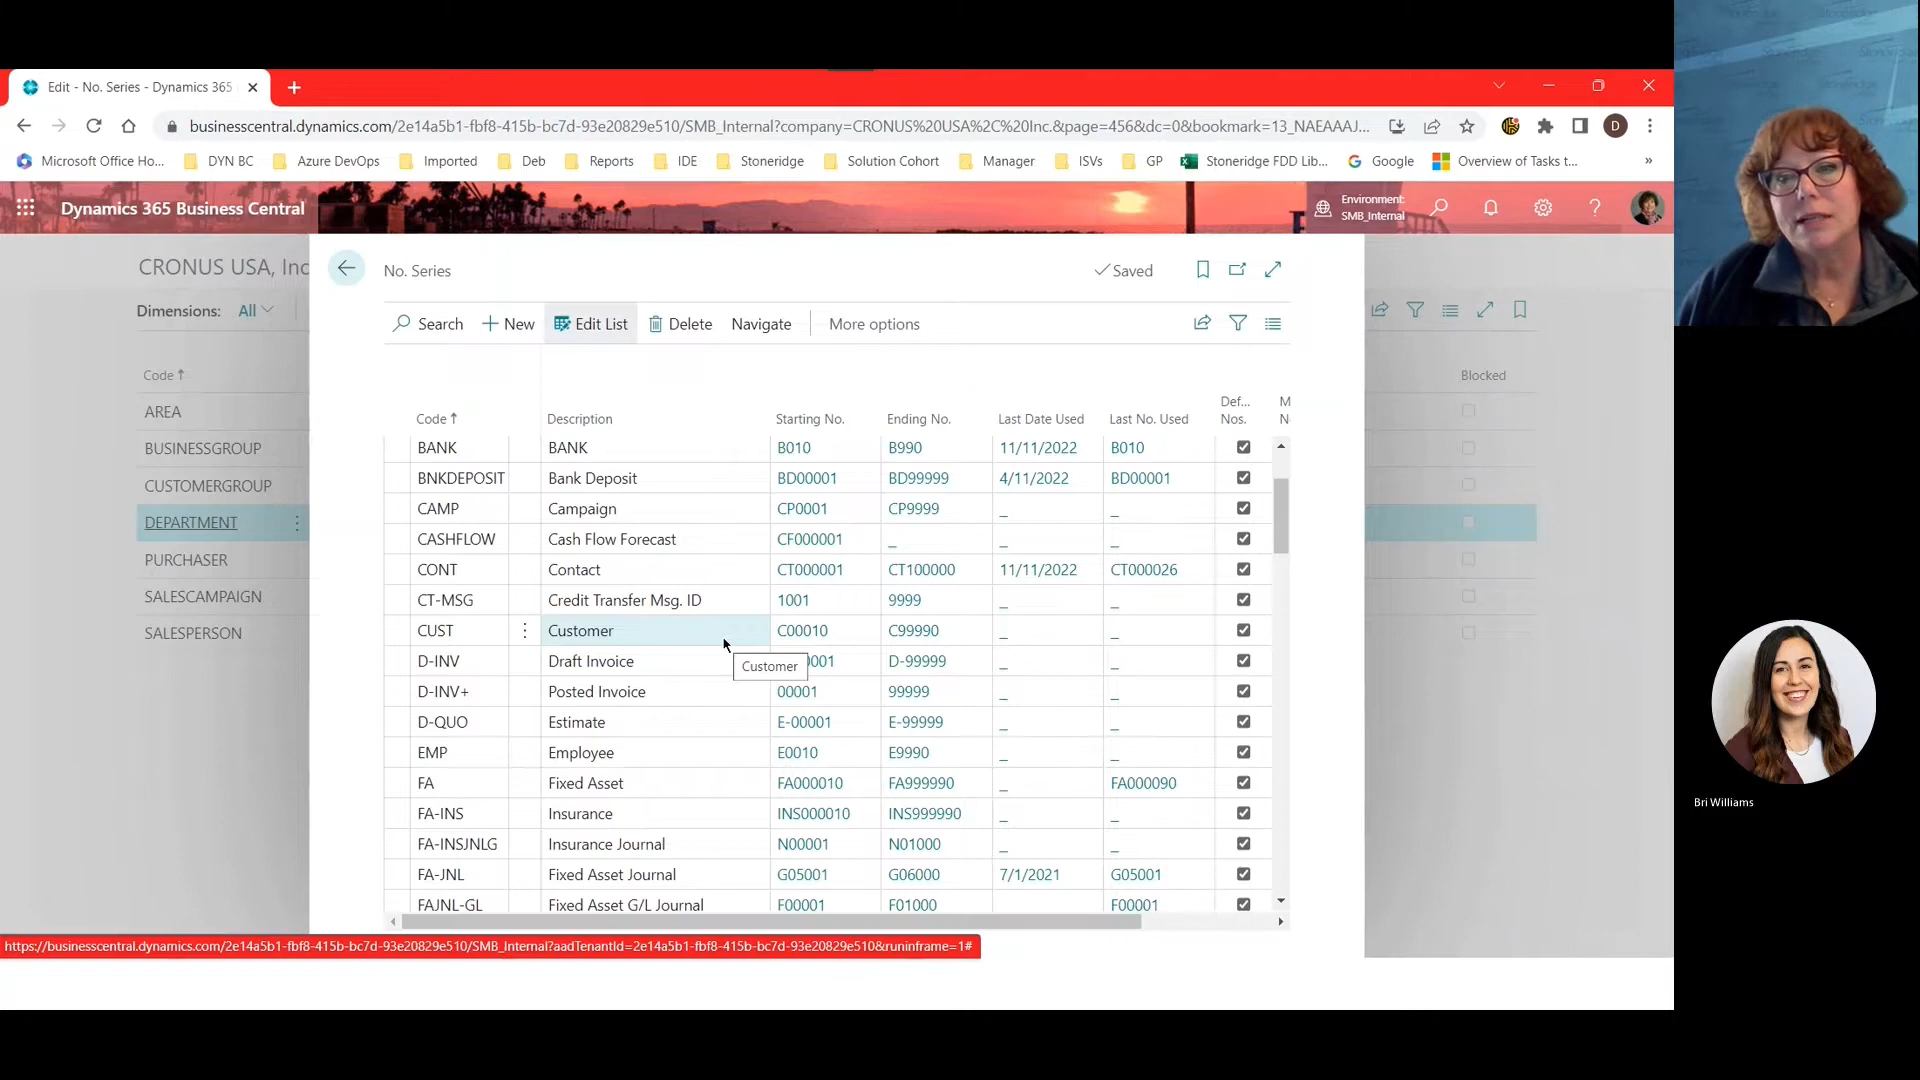 Edit - No. Series - Dynamics 365
businesscentral.dynamics.com/2e14a5b1-fbf8-415b-bc7d-93e20829e510/SMB_Internal?company=CRONUS%20USA%2C%20Inc.&page=456&dc=0&bookmark=13_NAEAAAJ...
D
Microsoft Office Ho... DYN BC Azure DevOps Imported Deb Reports IDE Stoneridge Solution Cohort Manager ISVs GP Stoneridge FDD Lib... Google Overview of Tasks t... »
Dynamics 365 Business Central
Environment:
SMB_Internal
CRONUS USA, Inc
Dimensions: All
Code ↑
AREA
BUSINESSGROUP
CUSTOMERGROUP
DEPARTMENT
PURCHASER
SALESCAMPAIGN
SALESPERSON
Blocked
No. Series
Saved
Search New Edit List Delete Navigate More options
Code ↑ Description Starting No. Ending No. Last Date Used Last No. Used Def... Nos. M N
BANK BANK B010 B990 11/11/2022 B010
BNKDEPOSIT Bank Deposit BD00001 BD99999 4/11/2022 BD00001
CAMP Campaign CP0001 CP9999 _ _
CASHFLOW Cash Flow Forecast CF000001 _ _ _
CONT Contact CT000001 CT100000 11/11/2022 CT000026
CT-MSG Credit Transfer Msg. ID 1001 9999 _ _
CUST Customer C00010 C99990 _ _
D-INV Draft Invoice 0001 D-99999 _ _
Customer
D-INV+ Posted Invoice 00001 99999 _ _
D-QUO Estimate E-00001 E-99999 _ _
EMP Employee E0010 E9990 _ _
FA Fixed Asset FA000010 FA999990 _ FA000090
FA-INS Insurance INS000010 INS999990 _ _
FA-INSJNLG Insurance Journal N00001 N01000 _ _
FA-JNL Fixed Asset Journal G05001 G06000 7/1/2021 G05001
FAJNL-GL Fixed Asset G/L Journal F00001 F01000 F00001
https://businesscentral.dynamics.com/2e14a5b1-fbf8-415b-bc7d-93e20829e510/SMB_Internal?aadTenantId=2e14a5b1-fbf8-415b-bc7d-93e20829e510&runinframe=1#
Bri Williams